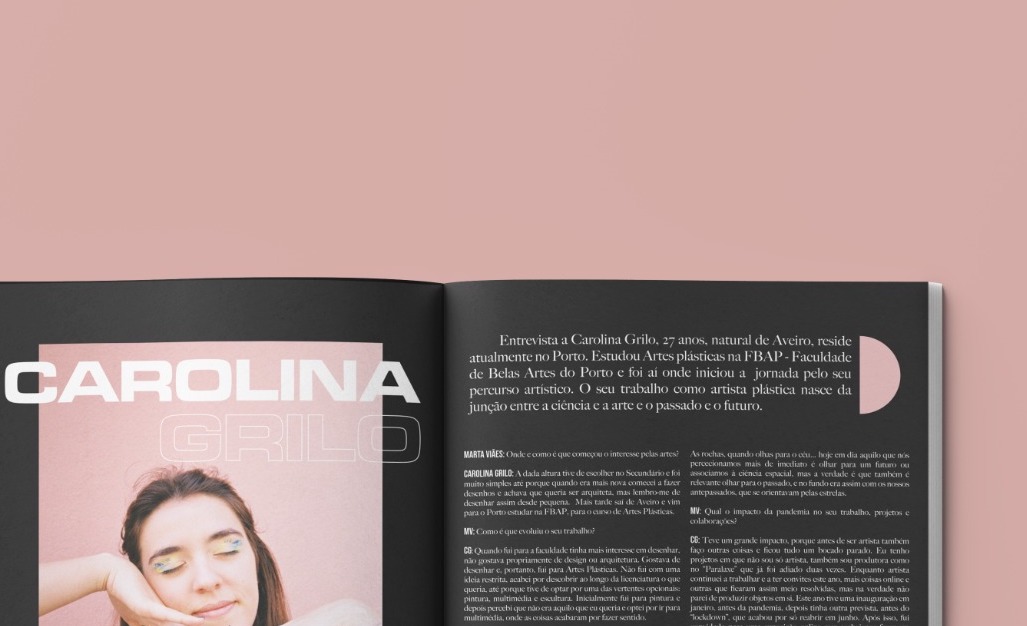 CAROLINA
GRILO
Entrevista a Carolina Grilo, 27 anos, natural de Aveiro, reside
atualmente no Porto. Estudou Artes plásticas na FBAP - Faculdade
de Belas Artes do Porto e foi aí onde iniciou a jornada pelo seu
percurso artístico. O seu trabalho como artista plástica nasce da
junção entre a ciência e a arte e o passado e o futuro.
MARTA VIÃES: Onde e como é que começou o interesse pelas artes?
CAROLINA GRILO: A dada altura tive de escolher no Secundário e foi
muito simples até porque quando era mais nova comecei a fazer
desenhos e achava que queria ser arquiteta, mas lembro-me de
desenhar assim desde pequena. Mais tarde saí de Aveiro e vim
para o Porto estudar na FBAP, para o curso de Artes Plásticas.
MV: Como é que evoluiu o seu trabalho?
CG: Quando fui para a faculdade tinha mais interesse em desenhar,
não gostava propriamente de design ou arquitetura. Gostava de
desenhar e, portanto, fui para Artes Plásticas. Não fui com uma
ideia restrita, acabei por descobrir ao longo da licenciatura o que
queria, até porque tive de optar por uma das vertentes opcionais:
pintura, multimédia e escultura. Inicialmente fui para pintura e
depois percebi que não era aquilo que eu queria e optei por ir para
multimédia, onde as coisas acabaram por fazer sentido.
As rochas, quando olhas para o céu... hoje em dia aquilo que nós
percecionamos mais de imediato é olhar para um futuro ou
associamos à ciência espacial, mas a verdade é que também é
relevante olhar para o passado, e no fundo era assim com os nossos
antepassados, que se orientavam pelas estrelas.
MV: Qual o impacto da pandemia no seu trabalho, projetos e
colaborações?
CG: Teve um grande impacto, porque antes de ser artista também
faço outras coisas e ficou tudo um bocado parado. Eu tenho
projetos em que não sou só artista, também sou produtora como
no "Paralaxe" que já foi adiado duas vezes. Enquanto artista
continuei a trabalhar e a ter convites este ano, mais coisas online e
outras que ficaram assim meio resolvidas, mas na verdade não
parei de produzir objetos em si. Este ano tive uma inauguração em
janeiro, antes da pandemia, depois tinha outra prevista, antes do
"lockdown", que acabou por só reabrir em junho. Após isso, fui